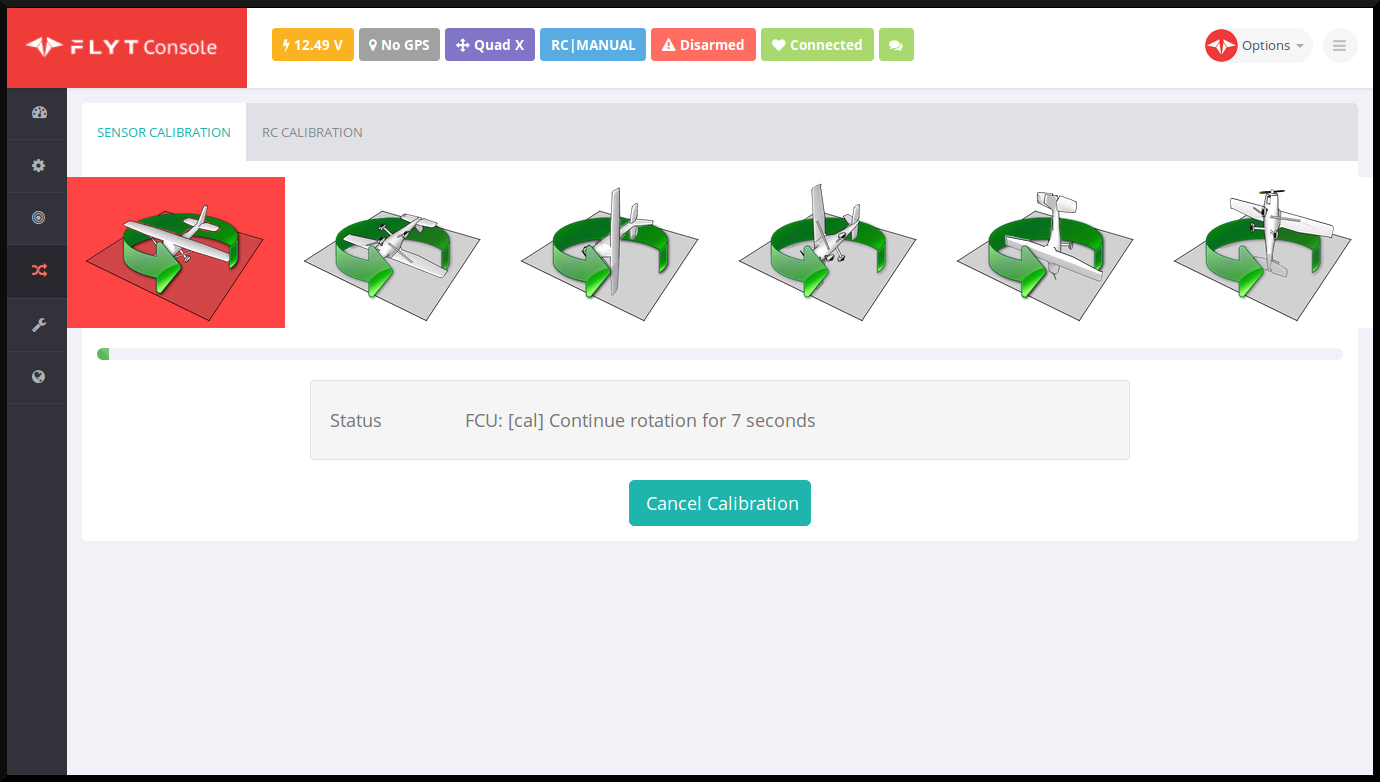 FLYT Console
12.49 V
No GPS
Quad X
RC|MANUAL
Disarmed
Connected
Options
SENSOR CALIBRATION
RC CALIBRATION
Status
FCU: [cal] Continue rotation for 7 seconds
Cancel Calibration